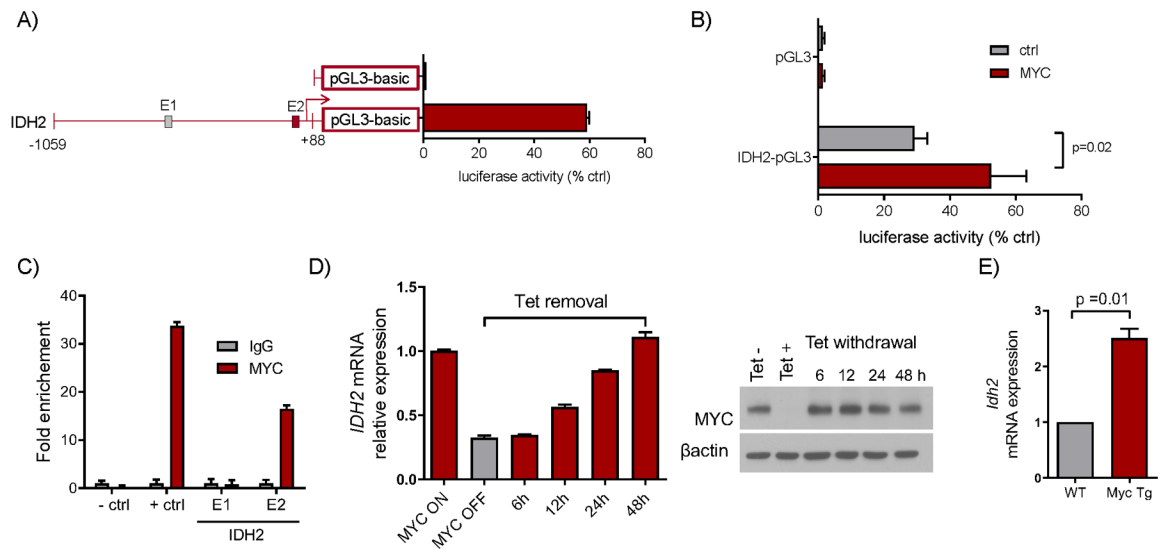 A)
pGL3-basic
E1
E2
IDH2
pGL3-basic
-1059
+88
0
20
40
60
80
luciferase activity (% ctrl)
B)
pGL3
ctrl
MYC
IDH2-pGL3
p=0.02
0
20
40
60
80
luciferase activity (% ctrl)
C)
Fold enrichement
40
30
20
10
0
IgG
MYC
- ctrl
+ ctrl
E1
E2
IDH2
D)
IDH2 mRNA
relative expression
1.5
1.0
0.5
0.0
Tet removal
MYC ON
MYC OFF
6h
12h
24h
48h
Tet -
Tet +
Tet withdrawal
6 12 24 48 h
MYC
βactin
E)
p =0.01
Idh2
mRNA expression
3
2
1
0
WT
Myc Tg